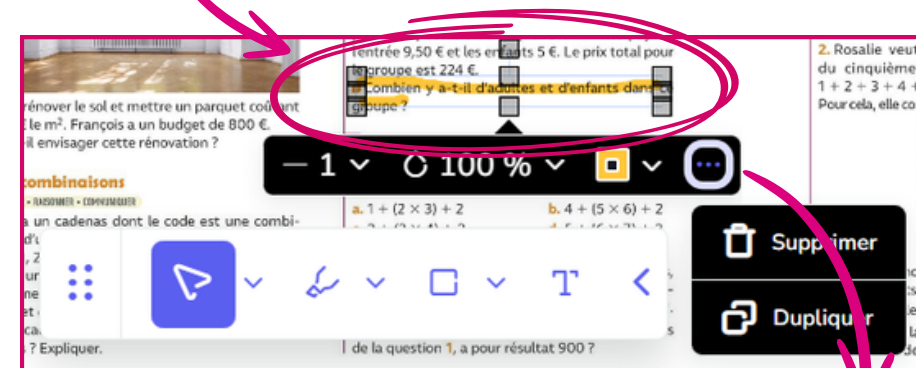 l'entrée 9,50 € et les enfants 5 €. Le prix total pour
le groupe est 224 €.
Combien y a-t-il d'adultes et d'enfants dans ce
groupe ?
rénover le sol et mettre un parquet coûtant
le m². François a un budget de 800 €.
-il envisager cette rénovation ?
combinaisons
• RAISONNER • COMMUNIQUER
a un cadenas dont le code est une combi-
? Expliquer.
1
100 %
a. 1 + (2 × 3) + 2
b. 4 + (5 × 6) + 2
T
de la question 1, a pour résultat 900 ?
2. Rosalie veut
du cinquième
1 + 2 + 3 + 4 +
Pour cela, elle co
Supprimer
Dupliquer